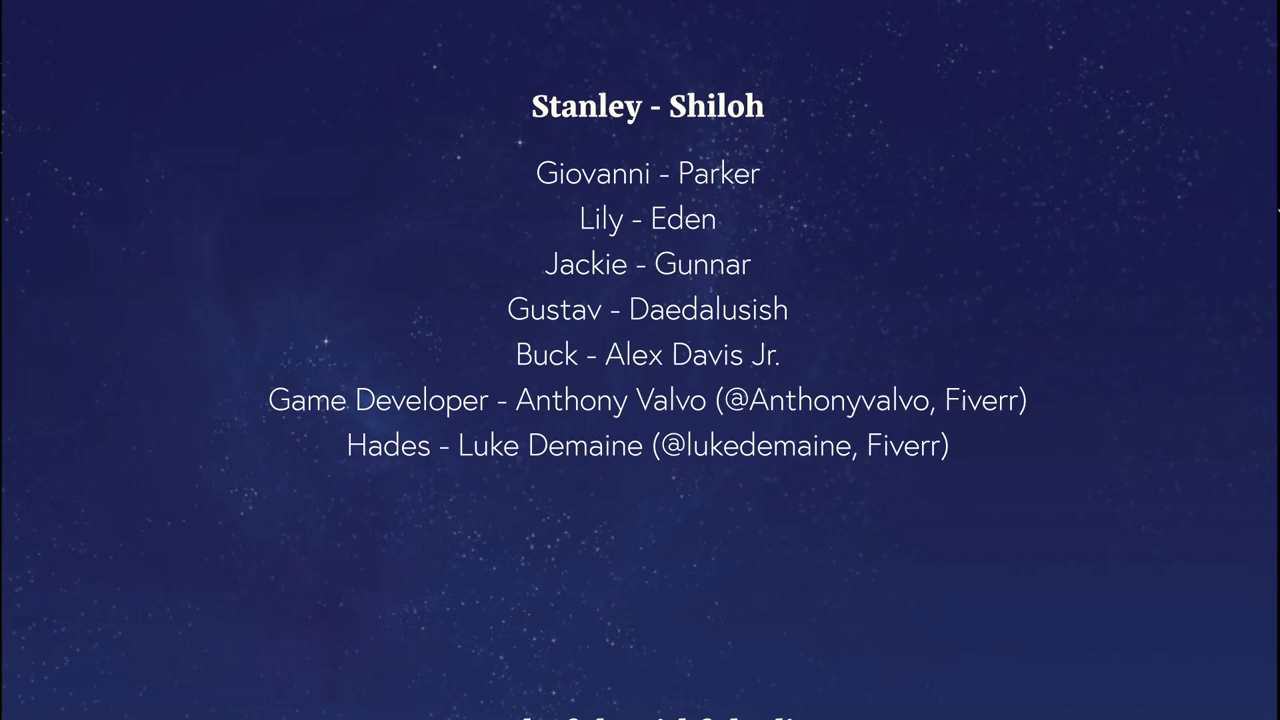 Stanley - Shiloh
Giovanni - Parker
Lily - Eden
Jackie - Gunnar
Gustav - Daedalusish
Buck - Alex Davis Jr.
Game Developer - Anthony Valvo (@Anthonyvalvo, Fiverr)
Hades - Luke Demaine (@lukedemaine, Fiverr)